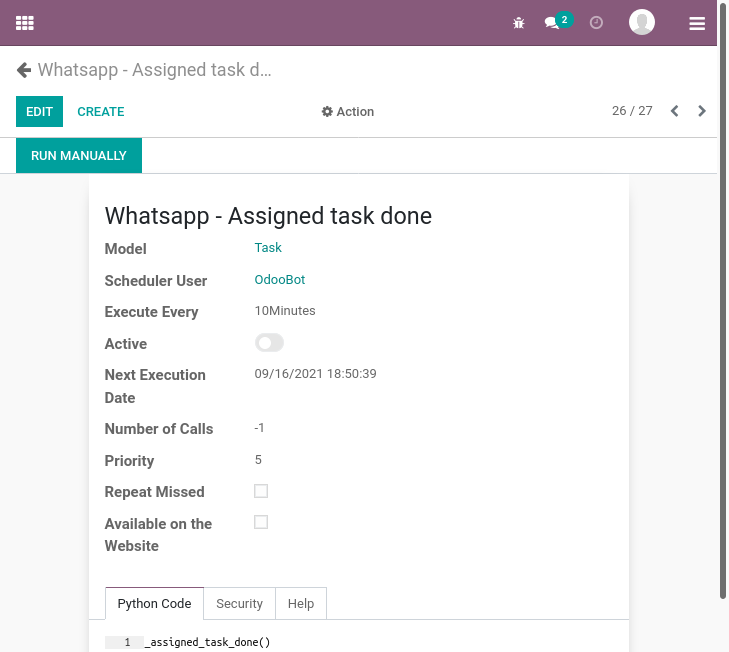 2
Whatsapp - Assigned task d...
EDIT CREATE Action 26 / 27
RUN MANUALLY
Whatsapp - Assigned task done
Model Task
Scheduler User OdooBot
Execute Every 10Minutes
Active
Next Execution Date 09/16/2021 18:50:39
Number of Calls -1
Priority 5
Repeat Missed
Available on the Website
Python Code Security Help
1 _assigned_task_done()